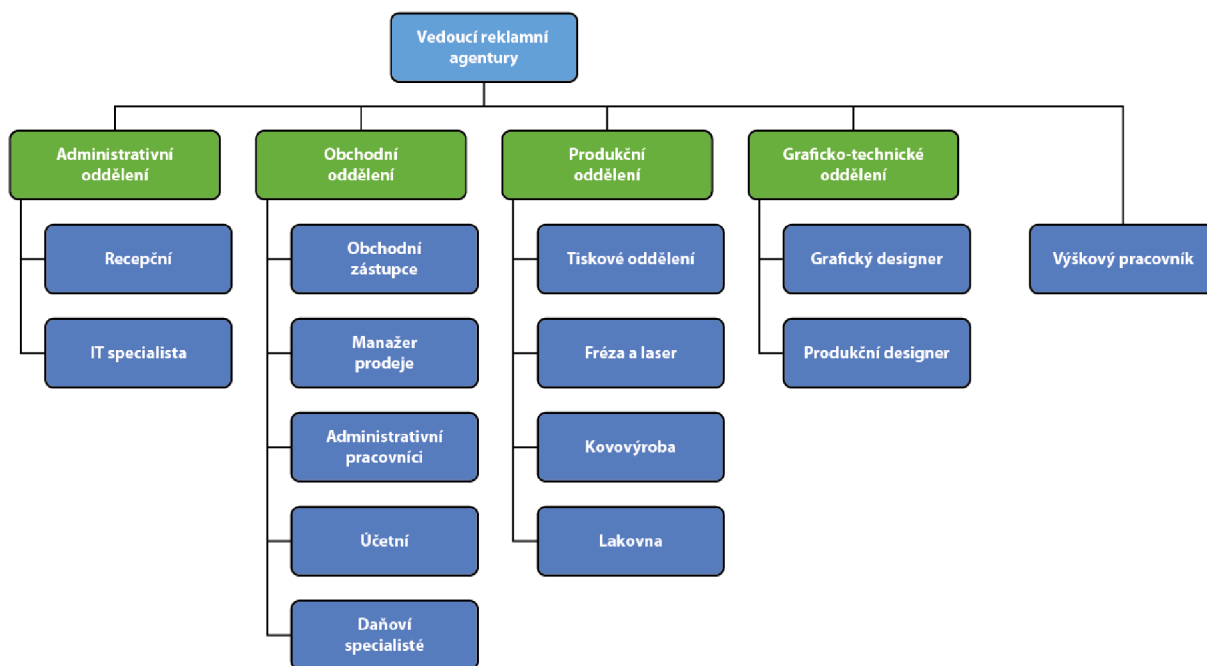 Vedoucí reklamní
agentury
Administrativní
oddělení
Obchodní
oddělení
Produkční
oddělení
Graficko-technické
oddělení
Recepční
Obchodní
zástupce
Tiskové oddělení
Grafický designer
Výškový pracovník
IT specialista
Manažer
prodeje
Fréza a laser
Produkční designer
Administrativní
pracovníci
Kovovýroba
Účetní
Lakovna
Daňoví
specialisté